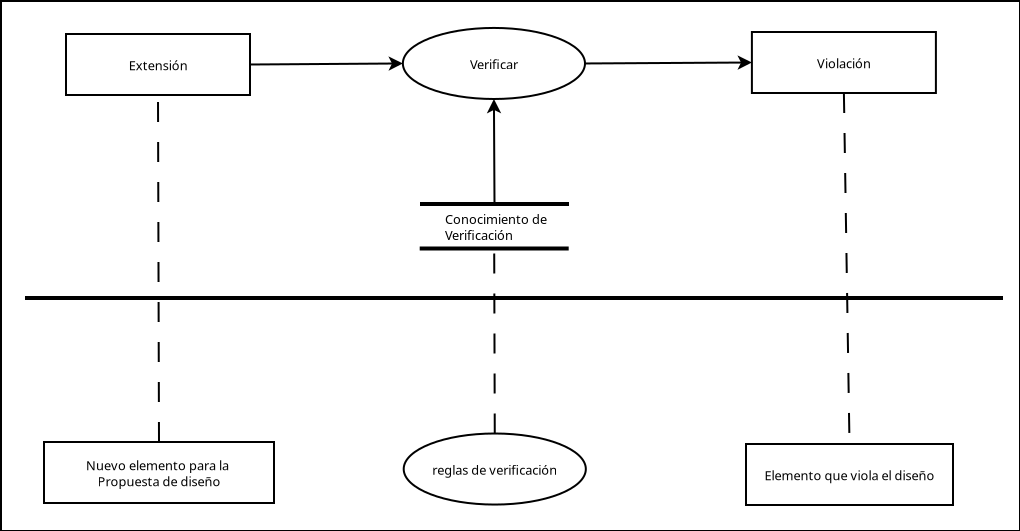 Extensión
Verificar
Violación
Conocimiento de
Verificación
Nuevo elemento para la
Propuesta de diseño
reglas de verificación
Elemento que viola el diseño